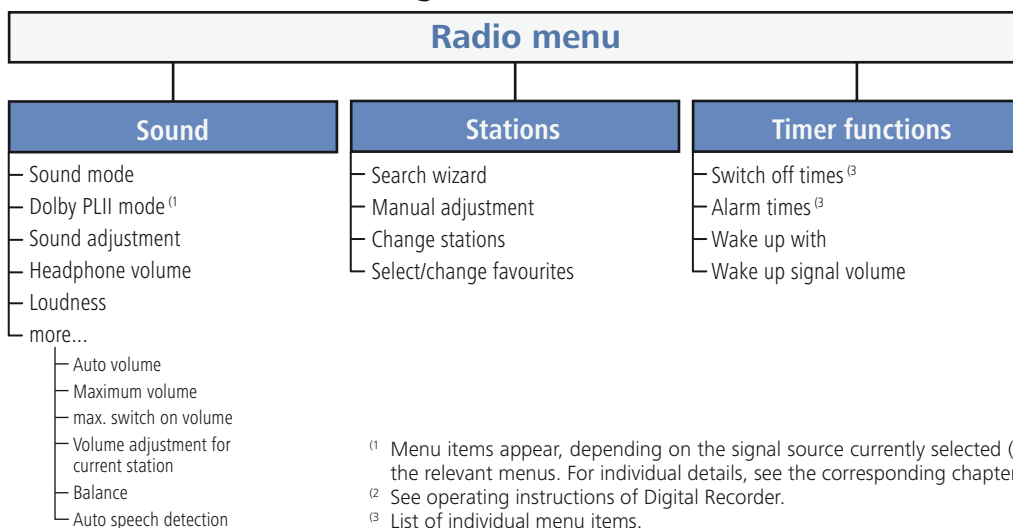 Radio menu
Sound
Sound mode
Dolby PLII mode (1
Sound adjustment
Headphone volume
Loudness
more...
Auto volume
Maximum volume
max. switch on volume
Volume adjustment for
current station
Balance
Auto speech detection
Stations
Search wizard
Manual adjustment
Change stations
Select/change favourites
Timer functions
Switch off times (3
Alarm times (3
Wake up with
Wake up signal volume
(1 Menu items appear, depending on the signal source currently selected (
the relevant menus. For individual details, see the corresponding chapter
(2 See operating instructions of Digital Recorder.
(3 List of individual menu items.